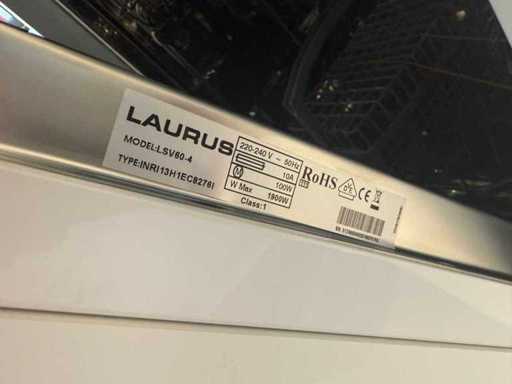 LAURUS
MODEL:LSV60-4
TYPE:INRI13H1EC8276I
220-240 V ~ 50Hz
10A
M 100W
W Max 1900W
Class:1
RoHS
CE